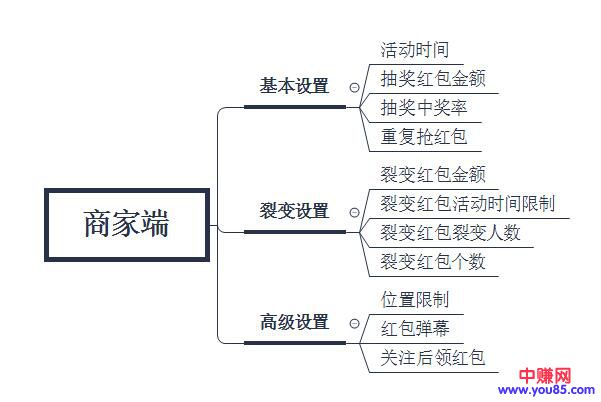 商家端
基本设置
活动时间
抽奖红包金额
抽奖中奖率
重复抢红包
裂变设置
裂变红包金额
裂变红包活动时间限制
裂变红包裂变人数
裂变红包个数
高级设置
位置限制
红包弹幕
关注后领红包
中赚网
www.you85.com